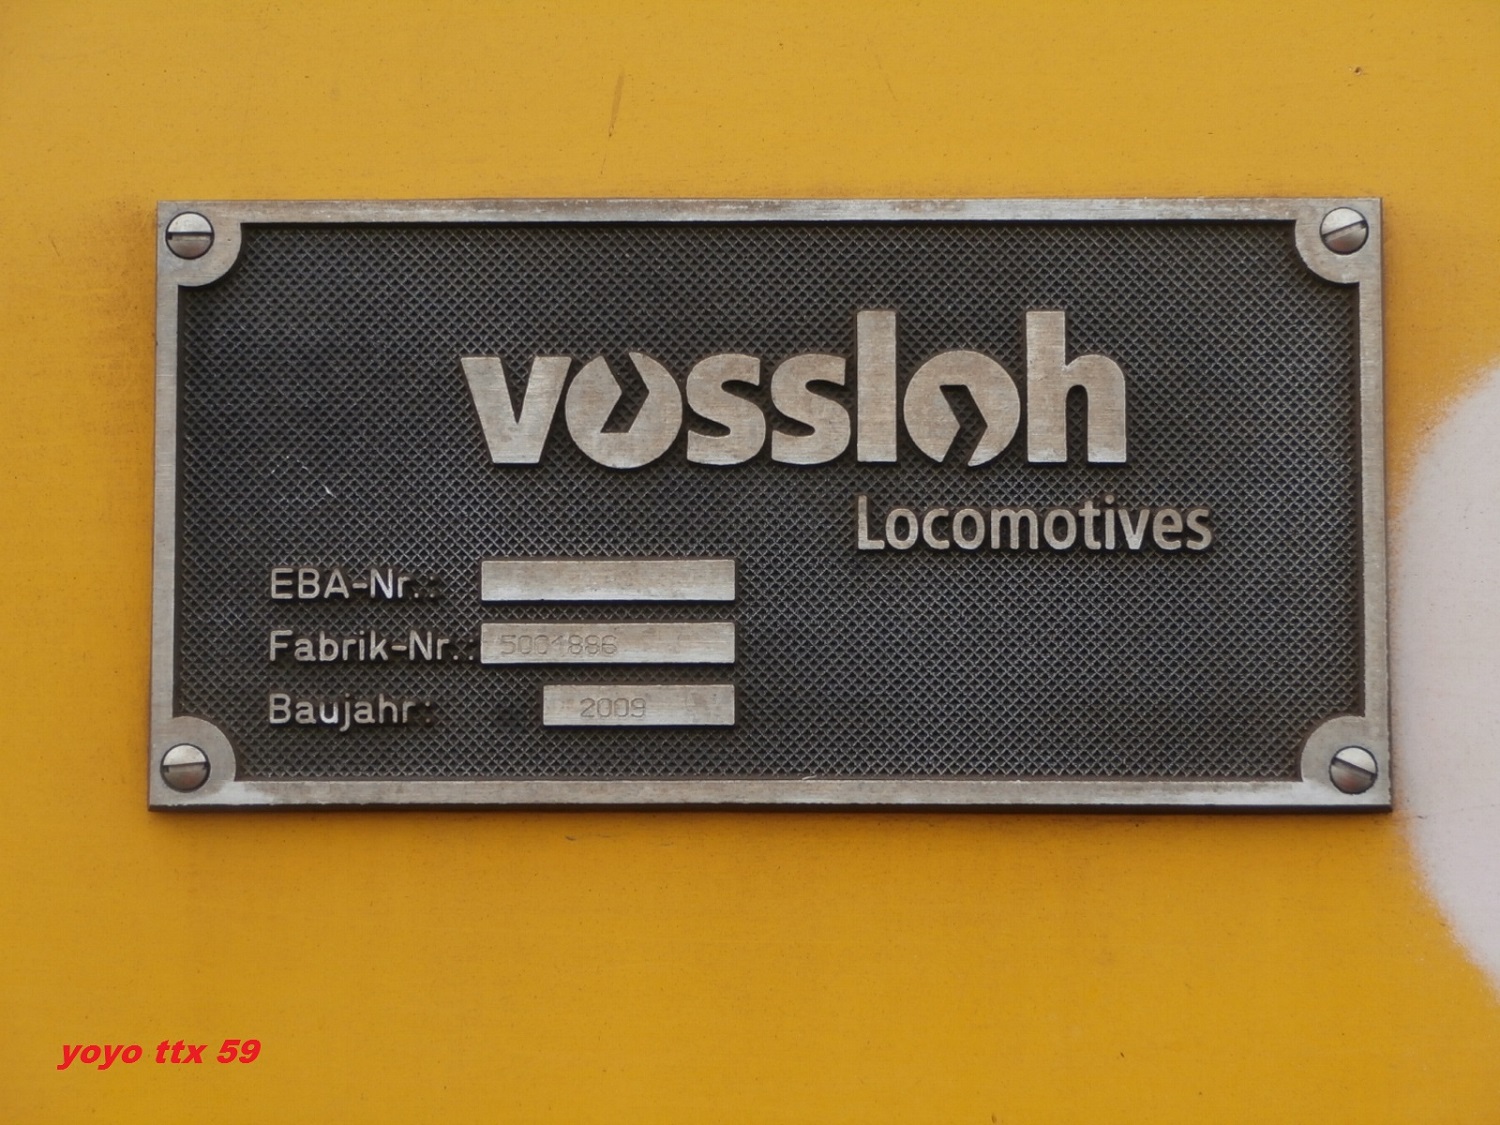 vossloh
Locomotives
EBA-Nr.:
Fabrik-Nr.: 5001886
Baujahr: 2009
yoyo ttx 59